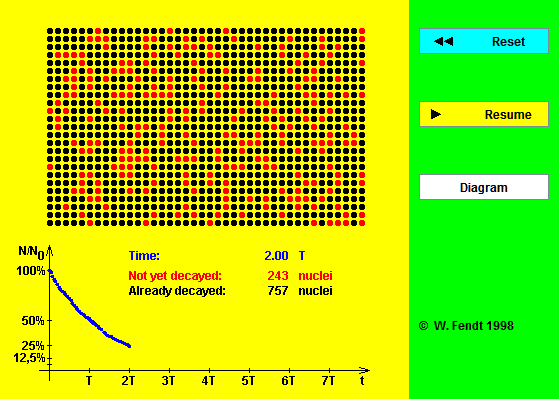 Reset
Resume
Diagram
N/N0
100%
50%
25%
12,5%
Time: 2.00 T
Not yet decayed: 243 nuclei
Already decayed: 757 nuclei
T 2T 3T 4T 5T 6T 7T t
© W. Fendt 1998